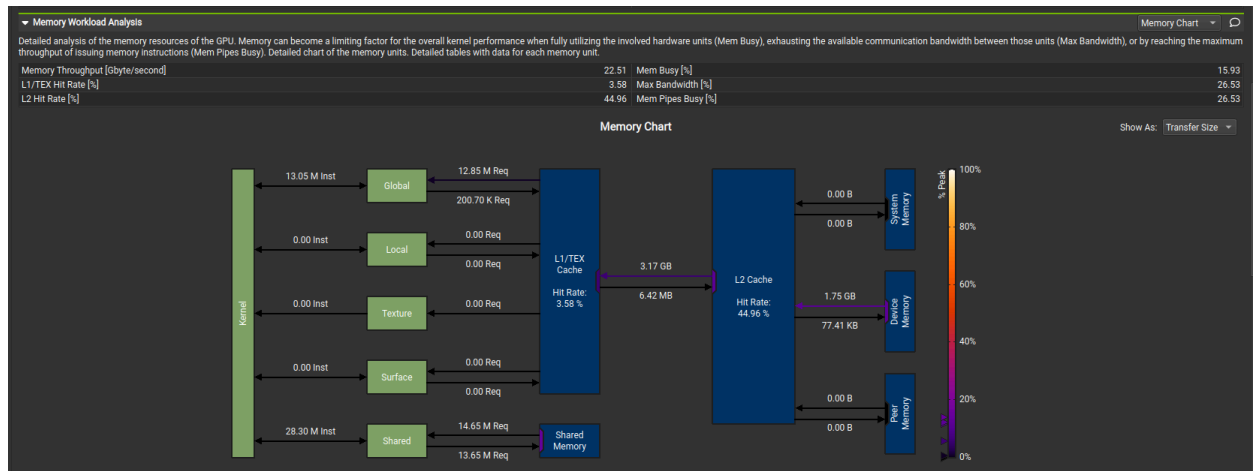 Memory Workload Analysis
Memory Chart
Detailed analysis of the memory resources of the GPU. Memory can become a limiting factor for the overall kernel performance when fully utilizing the involved hardware units (Mem Busy), exhausting the available communication bandwidth between those units (Max Bandwidth), or by reaching the maximum
throughput of issuing memory instructions (Mem Pipes Busy). Detailed chart of the memory units. Detailed tables with data for each memory unit.
Memory Throughput [Gbyte/second] 22.51 Mem Busy [%] 15.93
L1/TEX Hit Rate [%] 3.58 Max Bandwidth [%] 26.53
L2 Hit Rate [%] 44.96 Mem Pipes Busy [%] 26.53
Memory Chart
Show As: Transfer Size
Kernel
13.05 M Inst
Global
12.85 M Req
200.70 K Req
0.00 Inst
Local
0.00 Req
0.00 Req
0.00 Inst
Texture
0.00 Req
0.00 Inst
Surface
0.00 Req
0.00 Req
28.30 M Inst
Shared
14.65 M Req
13.65 M Req
L1/TEX
Cache
Hit Rate:
3.58 %
Shared
Memory
3.17 GB
6.42 MB
L2 Cache
Hit Rate:
44.96 %
0.00 B
0.00 B
System
Memory
1.75 GB
77.41 KB
Device
Memory
0.00 B
0.00 B
Peer
Memory
% Peak
100%
80%
60%
40%
20%
0%